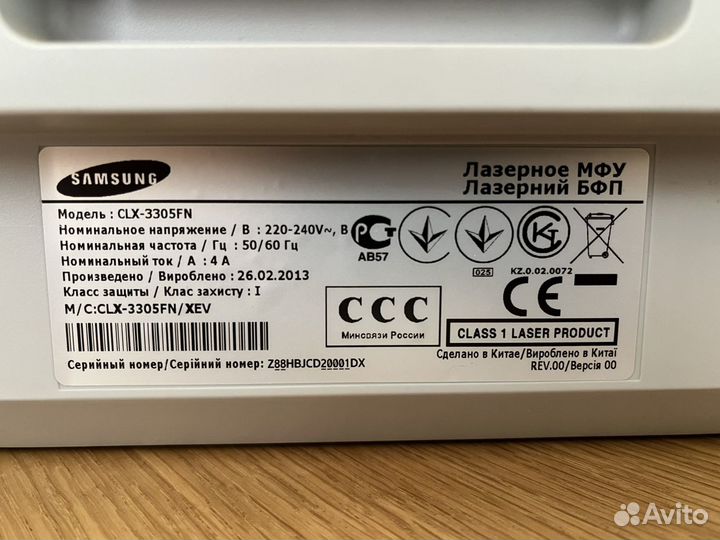 SAMSUNG
Лазерное МФУ
Лазерний БФП
Модель : CLX-3305FN
Номинальное напряжение / В : 220-240V~, В
Номинальная частота / Гц : 50/60 Гц
Номинальный ток / А : 4 А
Произведено / Вироблено : 26.02.2013
Класс защиты / Клас захисту : I
M/C:CLX-3305FN/XEV
РСТ
АВ57
025
KZ.0.02.0072
CCC
Минсвязи России
CE
CLASS 1 LASER PRODUCT
Сделано в Китае/Вироблено в Китаї
REV.00/Версія 00
Серийный номер/Серійний номер: Z88HBJCD20001DX
Avito